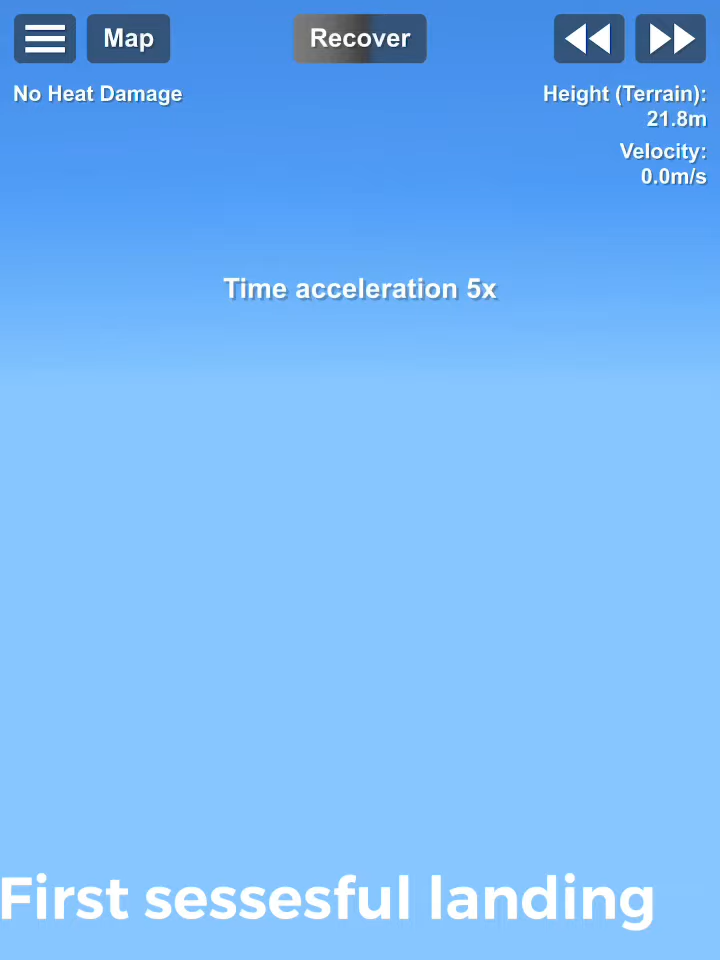 Map
Recover
No Heat Damage
Height (Terrain):
21.8m
Velocity:
0.0m/s
Time acceleration 5x
First sessesful landing